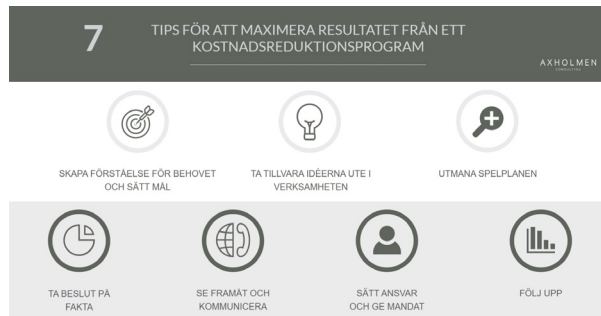 7
TIPS FÖR ATT MAXIMERA RESULTATET FRÅN ETT
KOSTNADSREDUKTIONSPROGRAM
AXHOLMEN
CONSULTING
SKAPA FÖRSTÅELSE FÖR BEHOVET
OCH SÄTT MÅL
TA TILLVARA IDÉERNA UTE I
VERKSAMHETEN
UTMANA SPELPLANEN
TA BESLUT PÅ
FAKTA
SE FRAMÅT OCH
KOMMUNICERA
SÄTT ANSVAR
OCH GE MANDAT
FÖLJ UPP